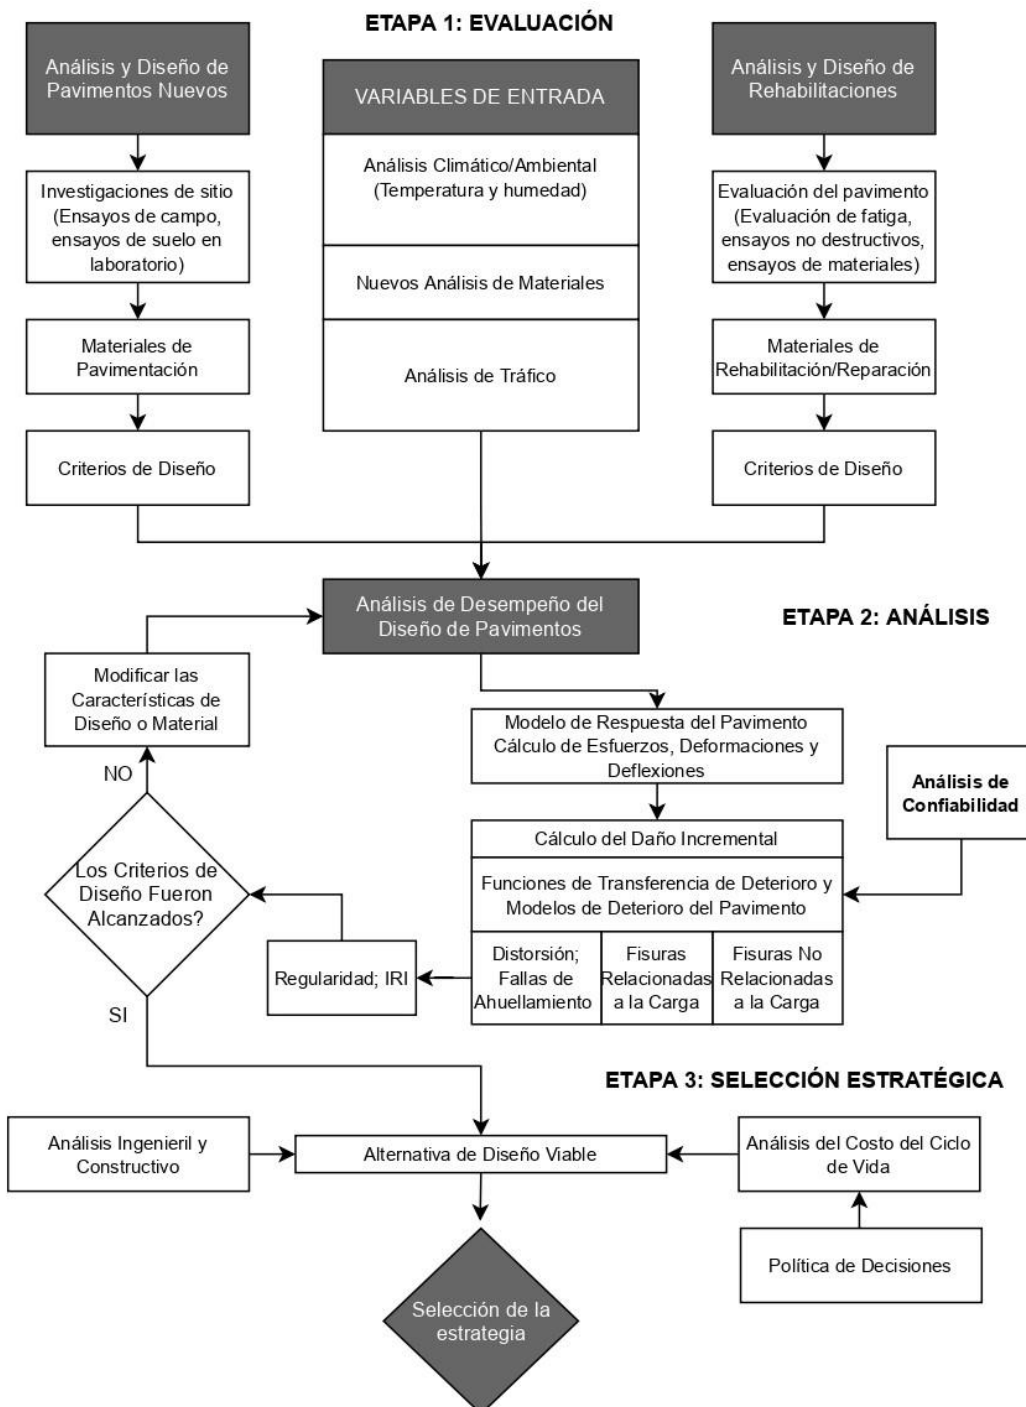 ETAPA 1: EVALUACIÓN
Análisis y Diseño de
Pavimentos Nuevos
VARIABLES DE ENTRADA
Análisis y Diseño de
Rehabilitaciones
Investigaciones de sitio
(Ensayos de campo,
ensayos de suelo en
laboratorio)
Análisis Climático/Ambiental
(Temperatura y humedad)
Evaluación del pavimento
(Evaluación de fatiga,
ensayos no destructivos,
ensayos de materiales)
Nuevos Análisis de Materiales
Materiales de
Pavimentación
Análisis de Tráfico
Materiales de
Rehabilitación/Reparación
Criterios de Diseño
Criterios de Diseño
Análisis de Desempeño del
Diseño de Pavimentos
ETAPA 2: ANÁLISIS
Modificar las
Características de
Diseño o Material
Modelo de Respuesta del Pavimento
Cálculo de Esfuerzos, Deformaciones y
Deflexiones
NO
Análisis de
Confiabilidad
Cálculo del Daño Incremental
Los Criterios de
Diseño Fueron
Alcanzados?
Funciones de Transferencia de Deterioro y
Modelos de Deterioro del Pavimento
Regularidad; IRI
Distorsión;
Fallas de
Ahuellamiento
Fisuras
Relacionadas
a la Carga
Fisuras No
Relacionadas
a la Carga
SI
ETAPA 3: SELECCIÓN ESTRATÉGICA
Análisis Ingenieril y
Constructivo
Alternativa de Diseño Viable
Análisis del Costo del Ciclo
de Vida
Política de Decisiones
Selección de la
estrategia